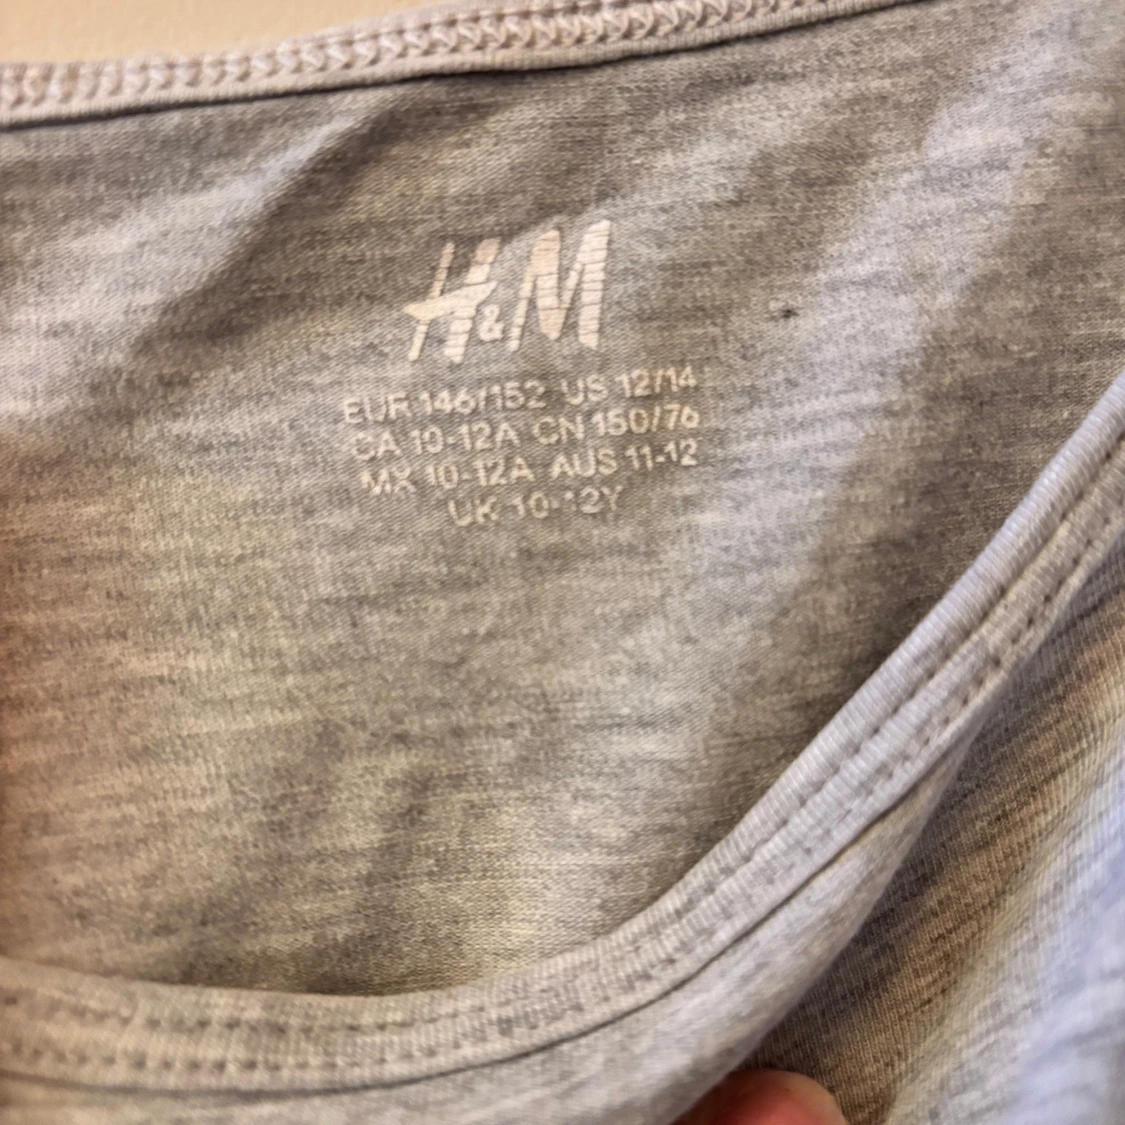 H&M
EUR 146/152 US 12/14
CA 10-12A CN 150/76
MX 10-12A AUS 11-12
UK 10-12Y